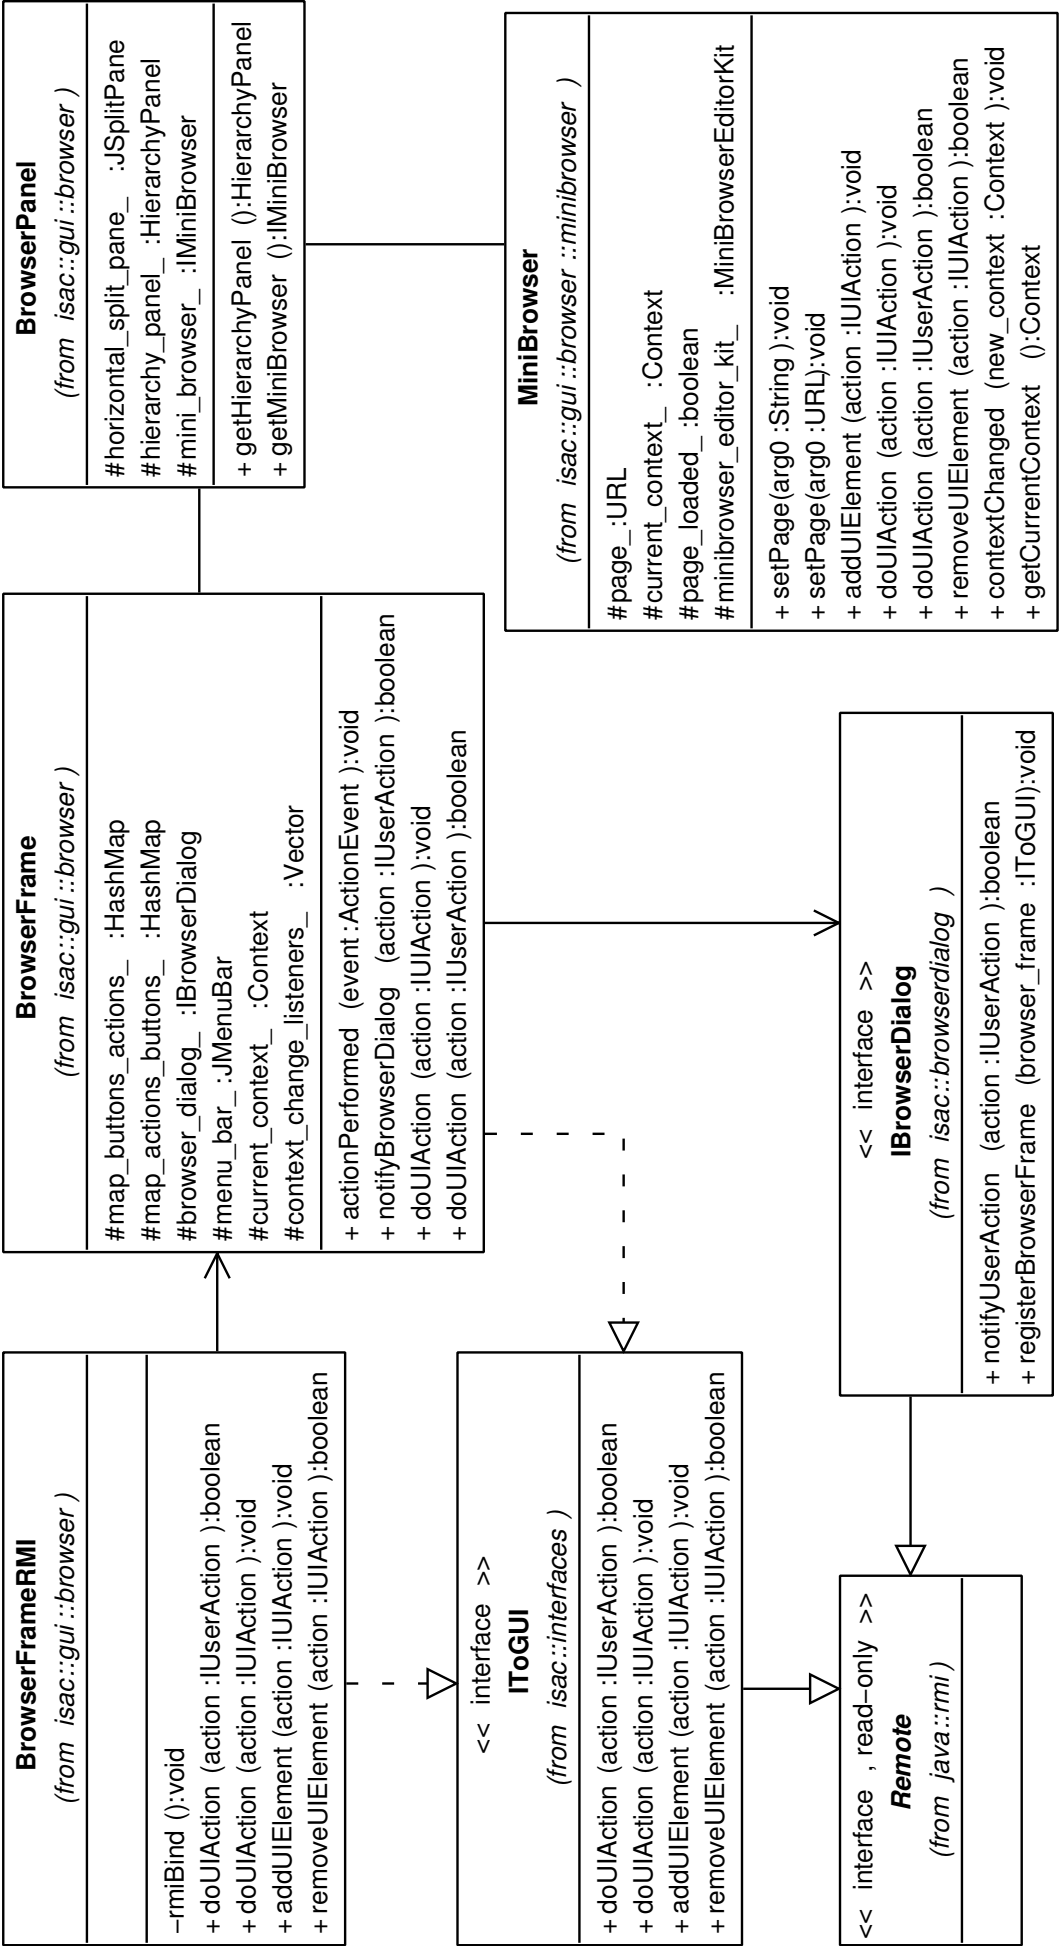 BrowserFrameRMI
(from isac::gui ::browser )
−rmiBind ():void
+ doUIAction (action :IUserAction ):boolean
+ doUIAction (action :IUIAction ):void
+ addUIElement (action :IUIAction ):void
+ removeUIElement (action :IUIAction ):boolean
BrowserFrame
(from isac::gui ::browser )
#map_buttons_actions_ :HashMap
#map_actions_buttons_ :HashMap
#browser_dialog_ :IBrowserDialog
#menu_bar_ :JMenuBar
#current_context_ :Context
#context_change_listeners_ :Vector
+ actionPerformed (event :ActionEvent ):void
+ notifyBrowserDialog (action :IUserAction ):boolean
+ doUIAction (action :IUIAction ):void
+ doUIAction (action :IUserAction ):boolean
BrowserPanel
(from isac::gui ::browser )
#horizontal_split_pane_ :JSplitPane
#hierarchy_panel_ :HierarchyPanel
#mini_browser_ :IMiniBrowser
+ getHierarchyPanel ():HierarchyPanel
+ getMiniBrowser ():IMiniBrowser
<< interface >>
IToGUI
(from isac::interfaces )
+ doUIAction (action :IUserAction ):boolean
+ doUIAction (action :IUIAction ):void
+ addUIElement (action :IUIAction ):void
+ removeUIElement (action :IUIAction ):boolean
MiniBrowser
(from isac::gui ::browser ::minibrowser )
#page_ :URL
#current_context_ :Context
#page_loaded_ :boolean
#minibrowser_editor_kit_ :MiniBrowserEditorKit
+ setPage(arg0 :String ):void
+ setPage(arg0 :URL):void
+ addUIElement (action :IUIAction ):void
+ doUIAction (action :IUIAction ):void
+ doUIAction (action :IUserAction ):boolean
+ removeUIElement (action :IUIAction ):boolean
+ contextChanged (new_context :Context ):void
+ getCurrentContext ():Context
<< interface , read−only >>
Remote
(from java::rmi )
<< interface >>
IBrowserDialog
(from isac::browserdialog )
+ notifyUserAction (action :IUserAction ):boolean
+ registerBrowserFrame (browser_frame :IToGUI):void